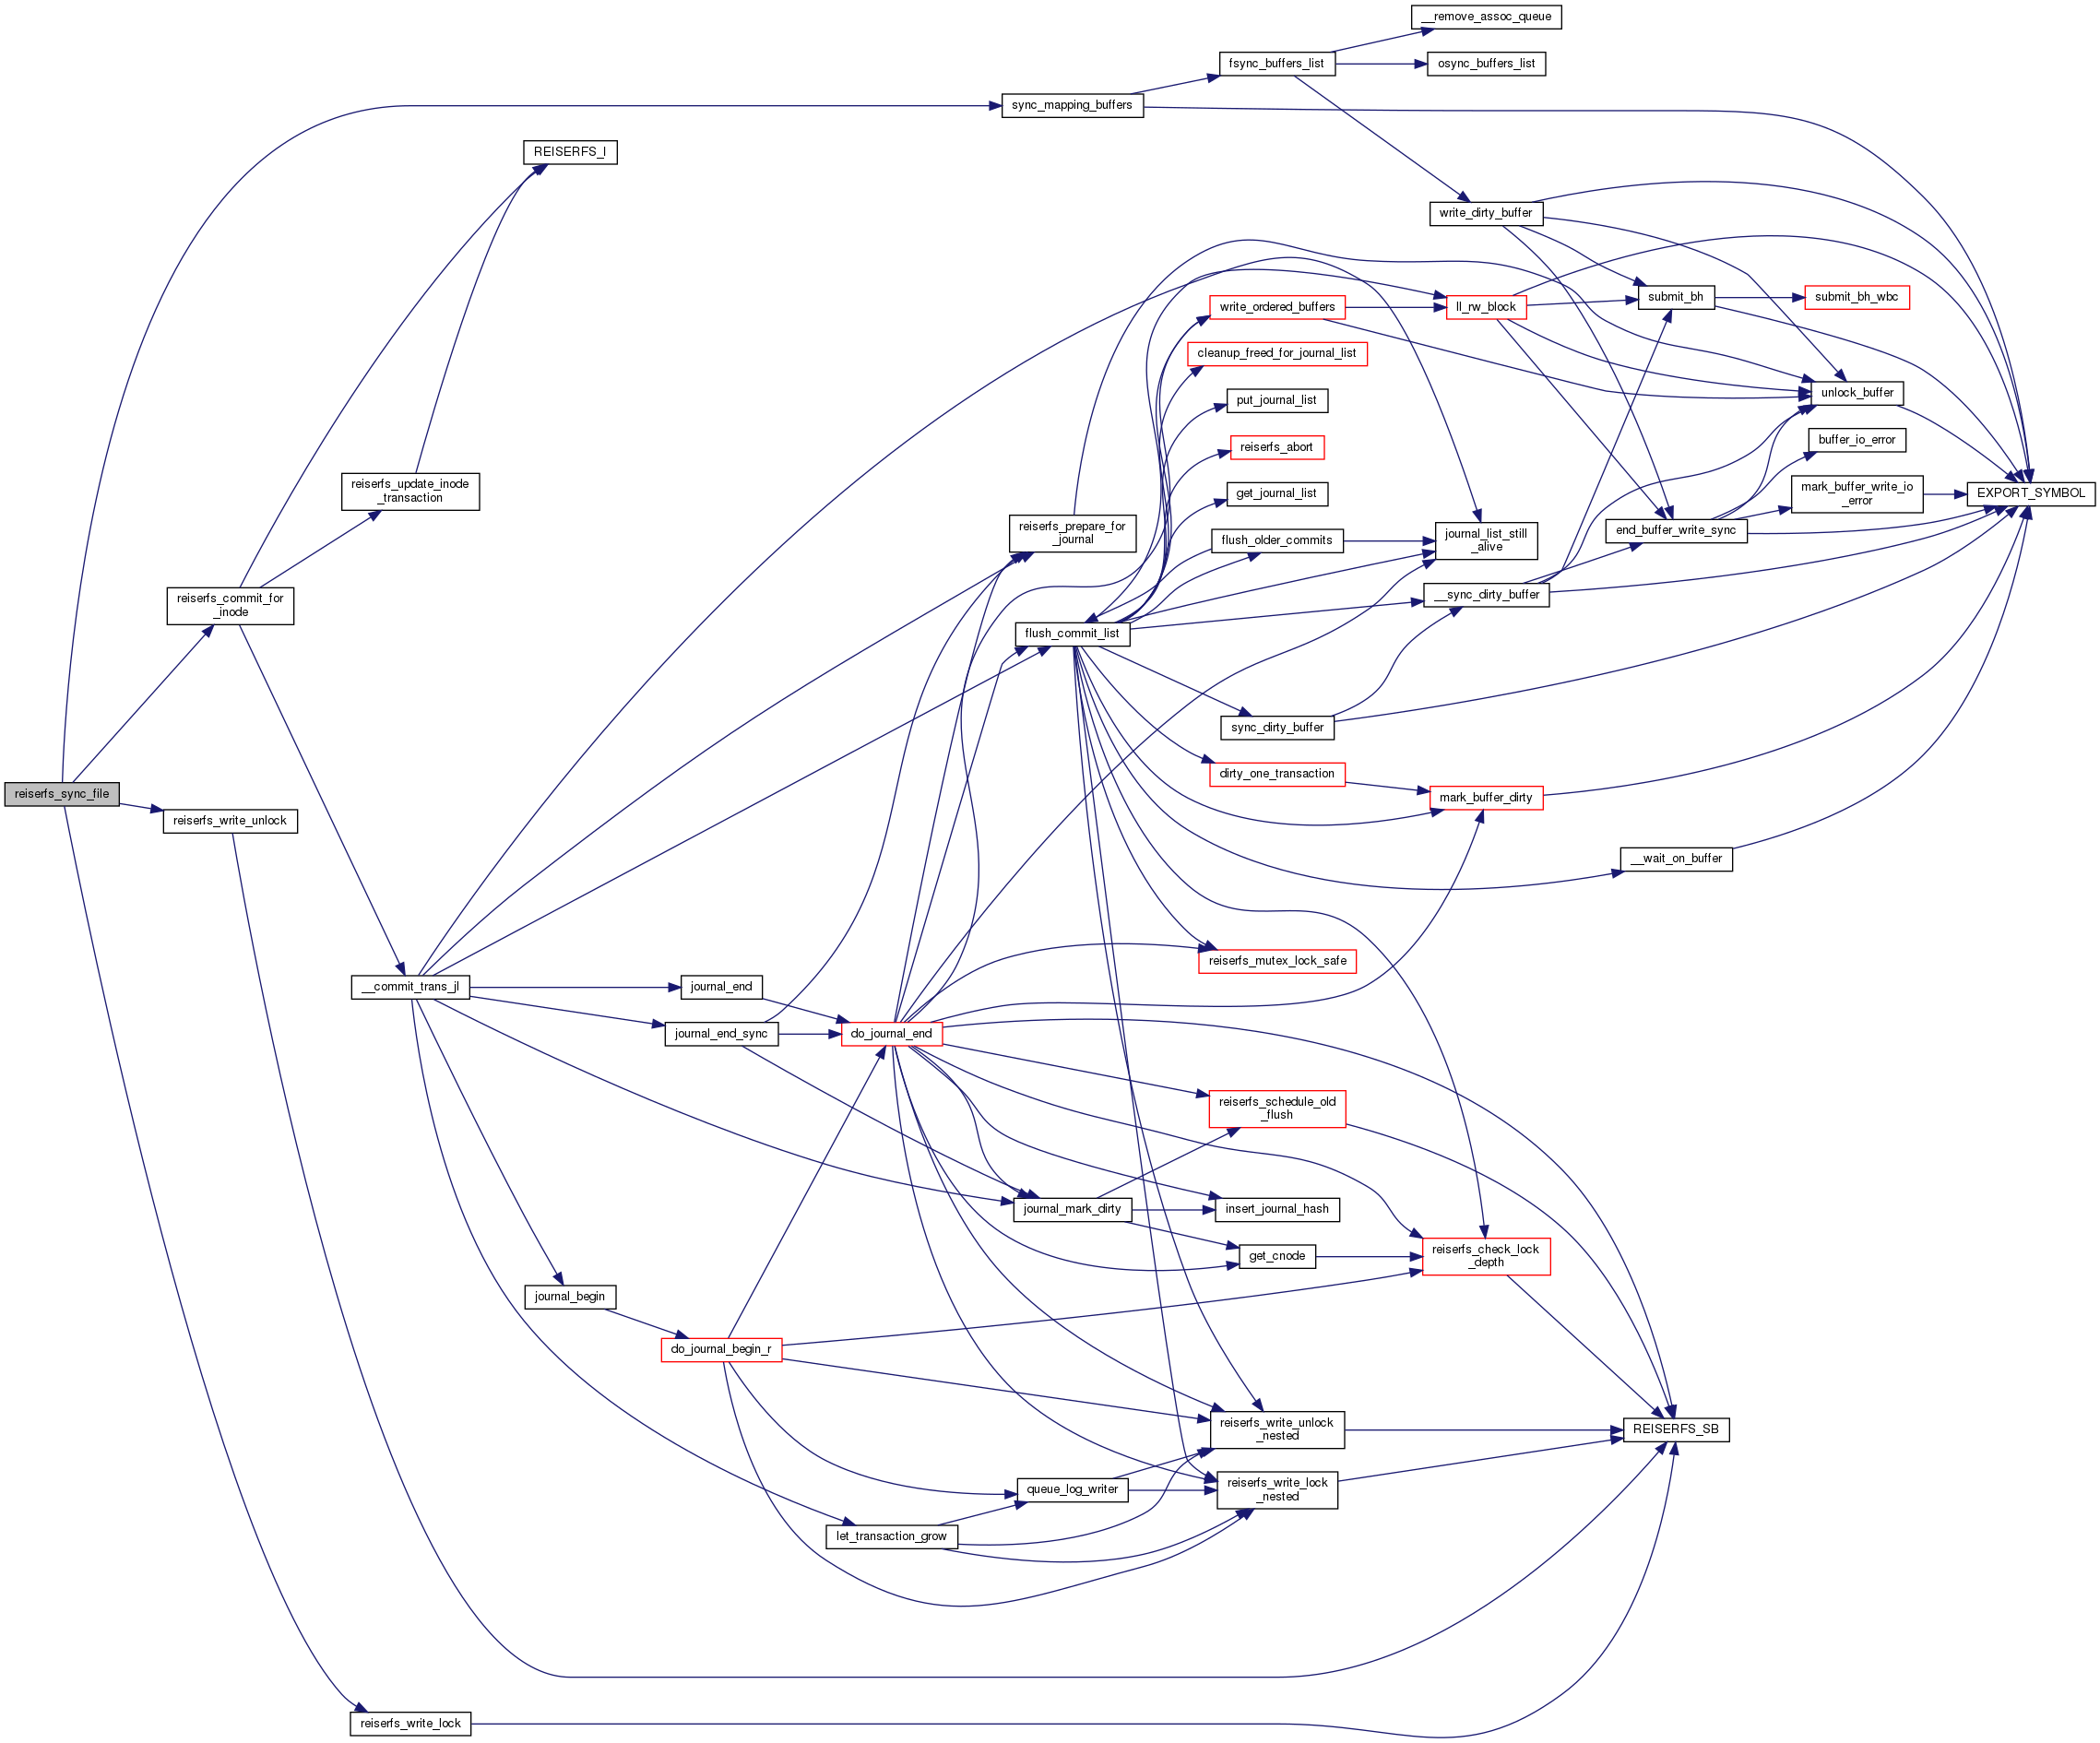 __remove_assoc_queue
fsync_buffers_list
osync_buffers_list
sync_mapping_buffers
REISERFS_I
write_dirty_buffer
submit_bh
submit_bh_wbc
write_ordered_buffers
ll_rw_block
cleanup_freed_for_journal_list
unlock_buffer
put_journal_list
buffer_io_error
reiserfs_abort
reiserfs_update_inode
_transaction
get_journal_list
mark_buffer_write_io
_error
EXPORT_SYMBOL
reiserfs_prepare_for
_journal
flush_older_commits
journal_list_still
_alive
end_buffer_write_sync
reiserfs_commit_for
_inode
__sync_dirty_buffer
flush_commit_list
sync_dirty_buffer
dirty_one_transaction
reiserfs_sync_file
mark_buffer_dirty
reiserfs_write_unlock
__wait_on_buffer
reiserfs_mutex_lock_safe
__commit_trans_jl
journal_end
journal_end_sync
do_journal_end
reiserfs_schedule_old
_flush
journal_mark_dirty
insert_journal_hash
get_cnode
reiserfs_check_lock
_depth
journal_begin
do_journal_begin_r
reiserfs_write_unlock
_nested
REISERFS_SB
queue_log_writer
reiserfs_write_lock
_nested
let_transaction_grow
reiserfs_write_lock